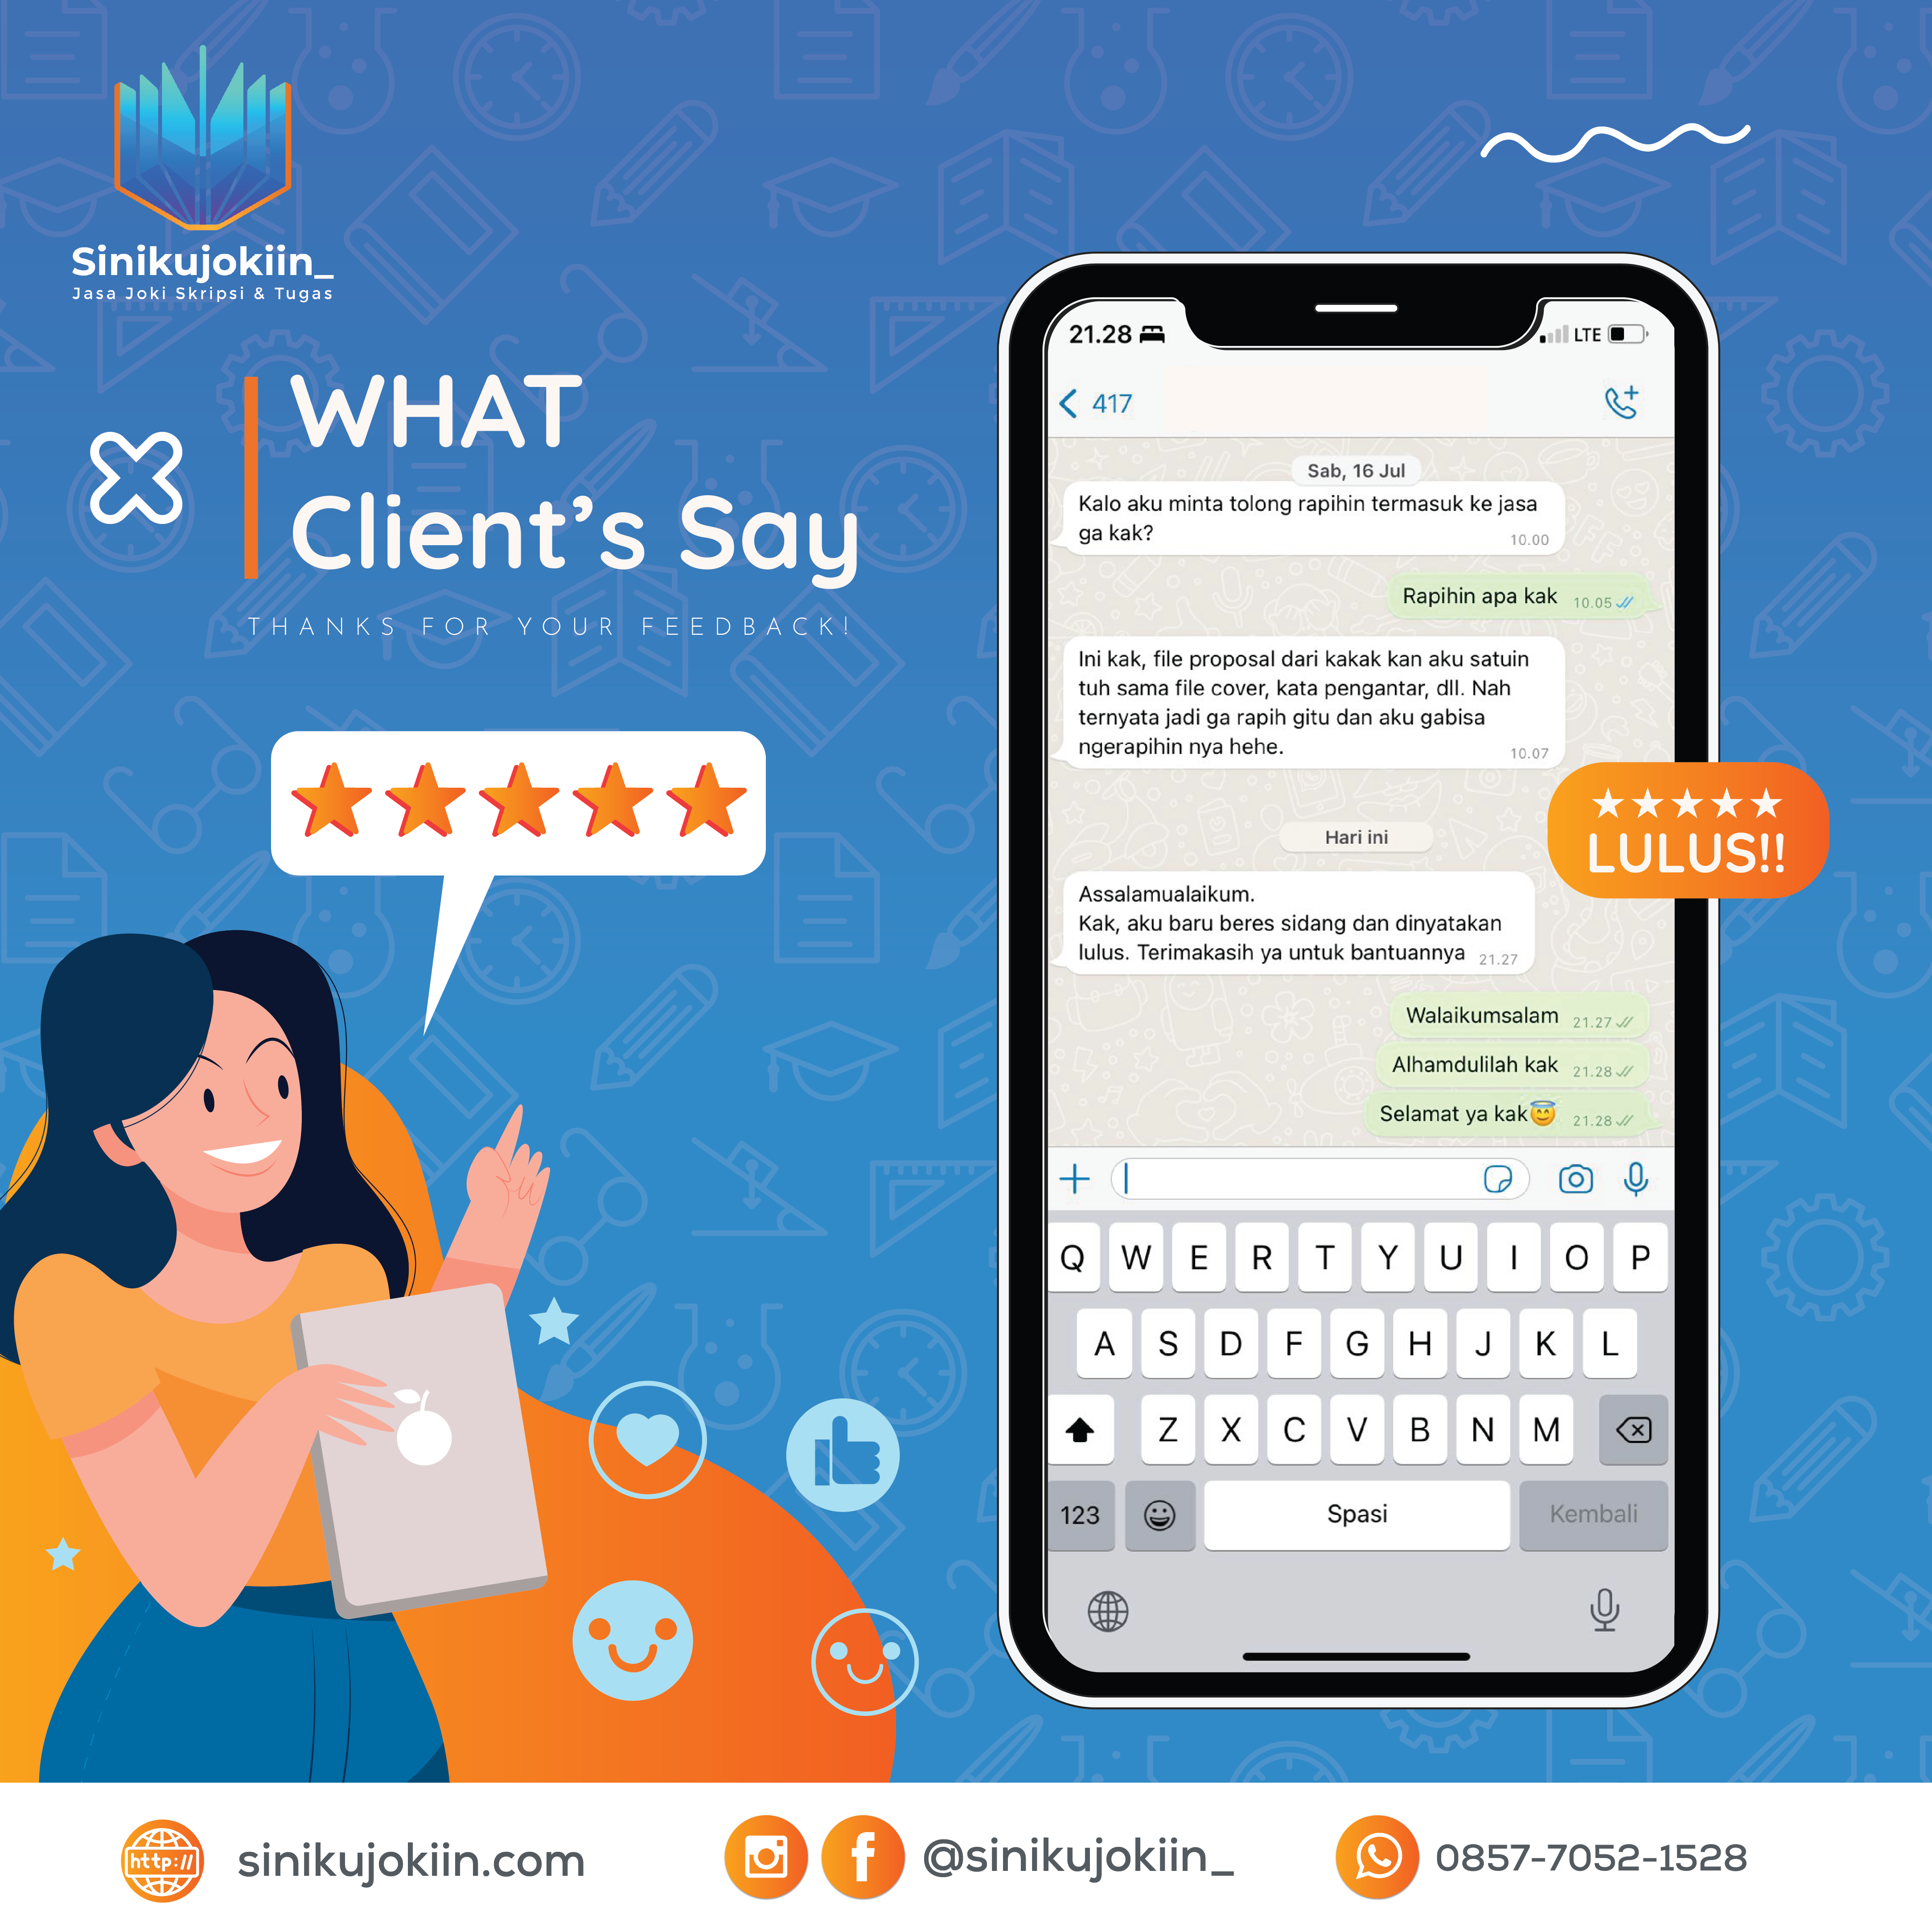 Sinikujokiin_
Jasa Joki Skripsi & Tugas
WHAT
Client's Say
THANKS FOR YOUR FEEDBACK!
21.28
LTE
417
Sab, 16 Jul
Kalo aku minta tolong rapihin termasuk ke jasa
ga kak?
10.00
Rapihin apa kak 10.05
Ini kak, file proposal dari kakak kan aku satuin
tuh sama file cover, kata pengantar, dll. Nah
ternyata jadi ga rapih gitu dan aku gabisa
ngerapihin nya hehe.
10.07
LULUS!!
Hari ini
Assalamualaikum.
Kak, aku baru beres sidang dan dinyatakan
lulus. Terimakasih ya untuk bantuannya 21.27
Walaikumsalam 21.27
Alhamdulilah kak 21.28
Selamat ya kak😇 21.28
Q W E R T Y U I O P
A S D F G H J K L
Z X C V B N M
123 Spasi Kembali
http://
sinikujokiin.com
@sinikujokiin_
0857-7052-1528